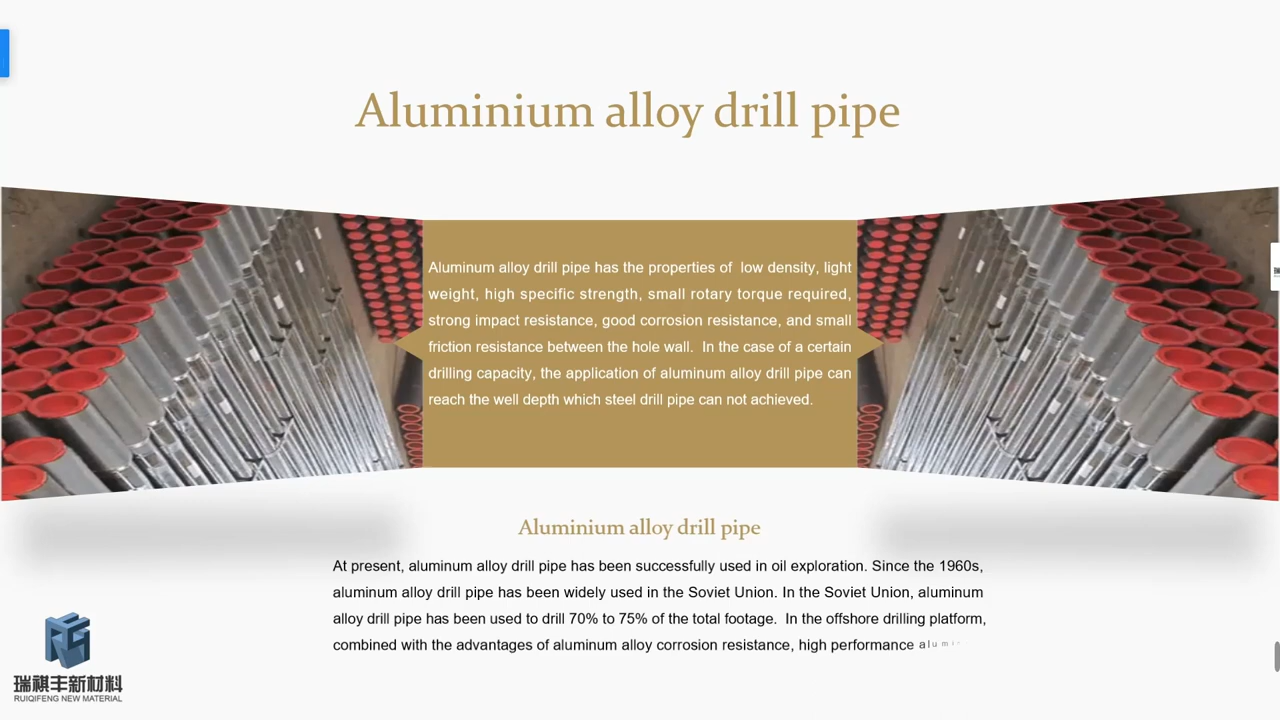 Aluminium alloy drill pipe
Aluminum alloy drill pipe has the properties of low density, light
weight, high specific strength, small rotary torque required,
strong impact resistance, good corrosion resistance, and small
friction resistance between the hole wall. In the case of a certain
drilling capacity, the application of aluminum alloy drill pipe can
reach the well depth which steel drill pipe can not achieved.
Aluminium alloy drill pipe
At present, aluminum alloy drill pipe has been successfully used in oil exploration. Since the 1960s,
aluminum alloy drill pipe has been widely used in the Soviet Union. In the Soviet Union, aluminum
alloy drill pipe has been used to drill 70% to 75% of the total footage. In the offshore drilling platform,
combined with the advantages of aluminum alloy corrosion resistance, high performance alumi
瑞祺丰新材料
RUIQIFENG NEW MATERIAL